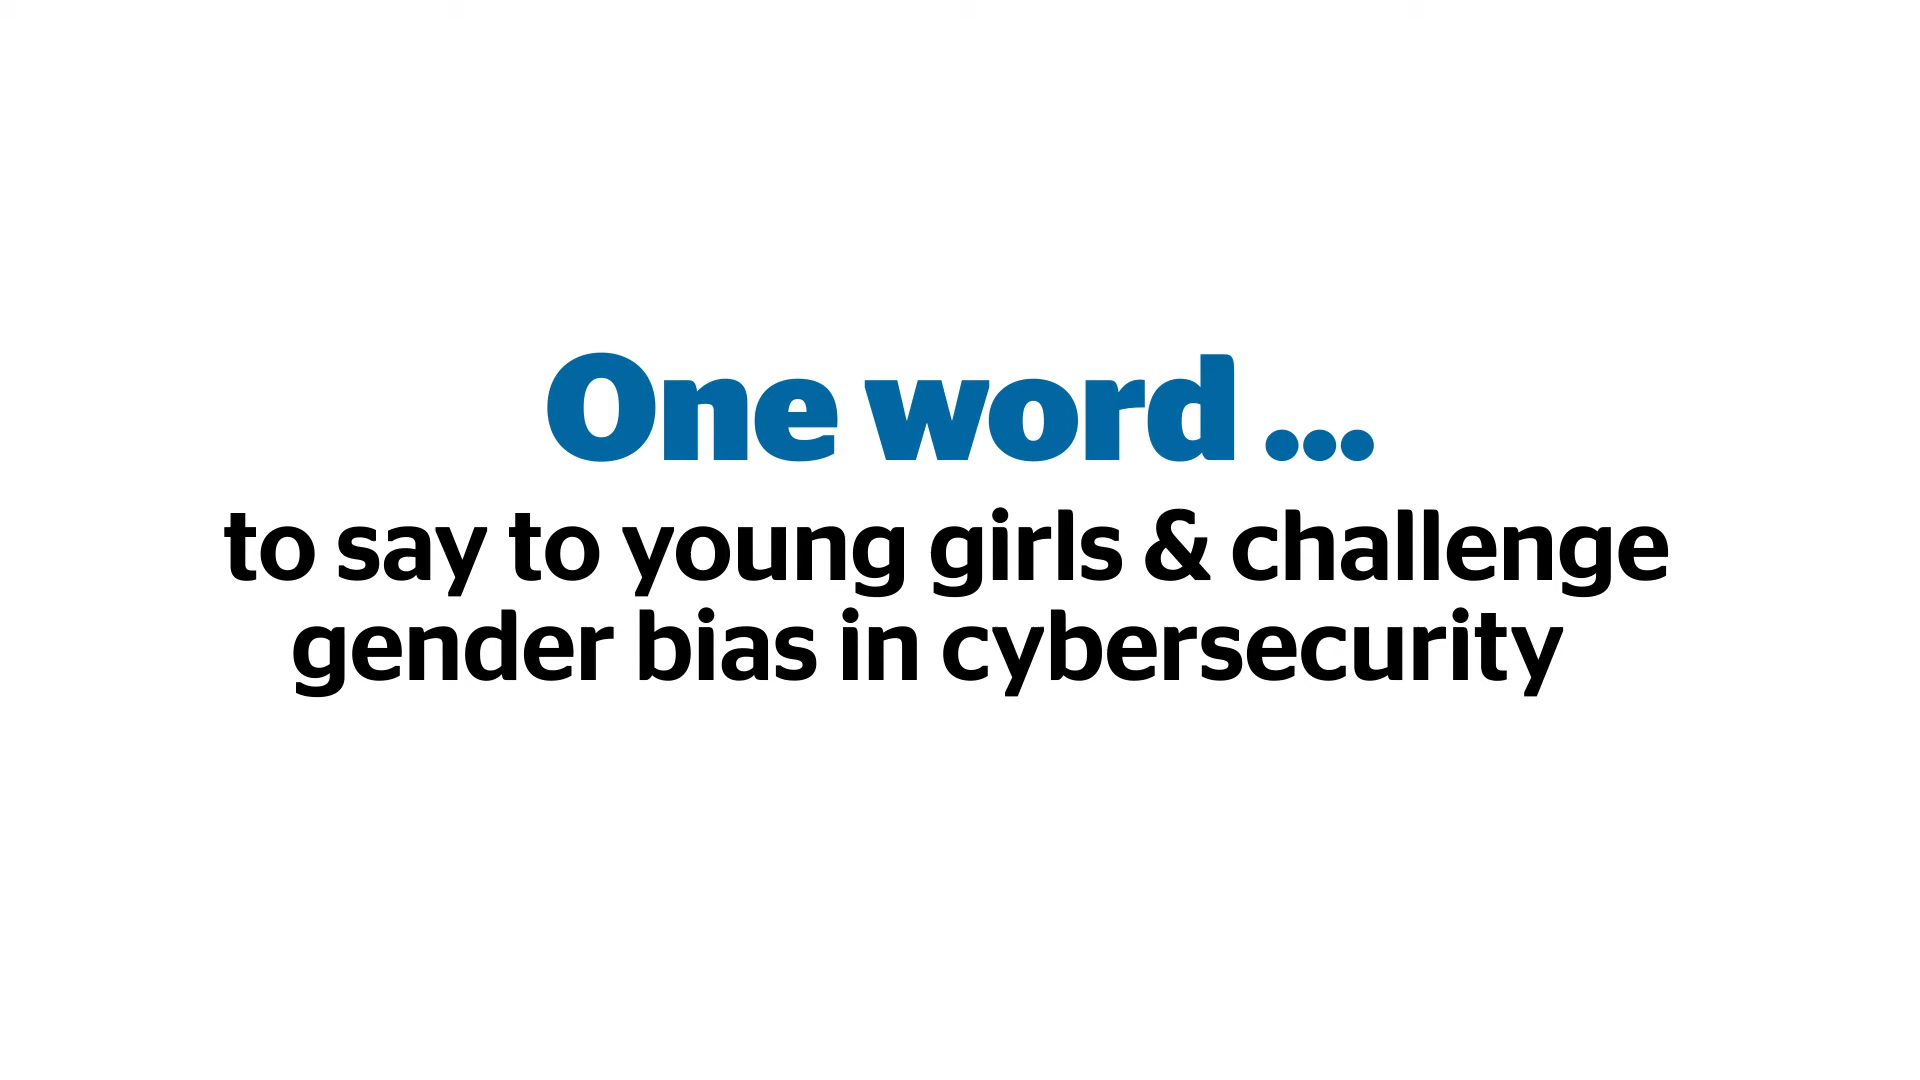 One word ...
to say to young girls & challenge
gender bias in cybersecurity